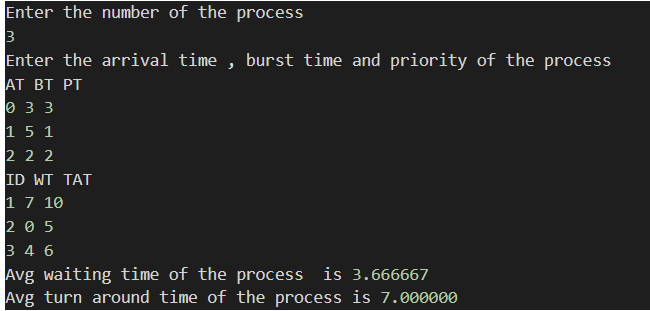 Enter the number of the process
3
Enter the arrival time , burst time and priority of the process
AT BT PT
0 3 3
1 5 1
2 2 2
ID WT TAT
1 7 10
2 0 5
3 4 6
Avg waiting time of the process  is 3.666667
Avg turn around time of the process is 7.000000